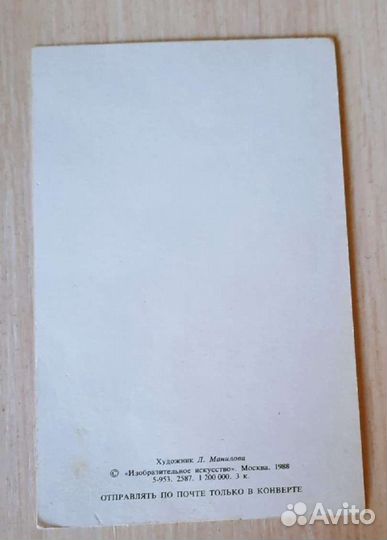 Художник Л. Манилова
© «Изобразительное искусство». Москва. 1988
5-953. 2587. 1 200 000. 3 к.
ОТПРАВЛЯТЬ ПО ПОЧТЕ ТОЛЬКО В КОНВЕРТЕ
Avito